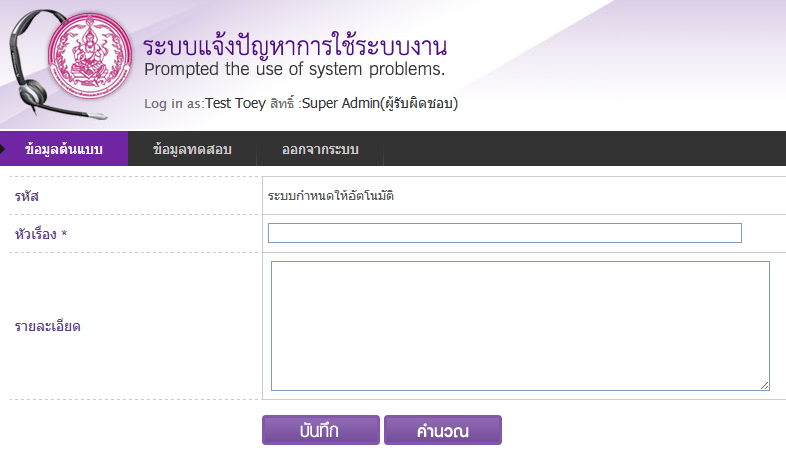 ระบบแจ้งปัญหาการใช้ระบบงาน
Prompted the use of system problems.
Log in as:Test Toey สิทธิ์ :Super Admin(ผู้รับผิดชอบ)
ข้อมูลต้นแบบ ข้อมูลทดสอบ ออกจากระบบ
รหัส ระบบกำหนดให้อัตโนมัติ
หัวเรื่อง *
รายละเอียด
บันทึก คำนวณ